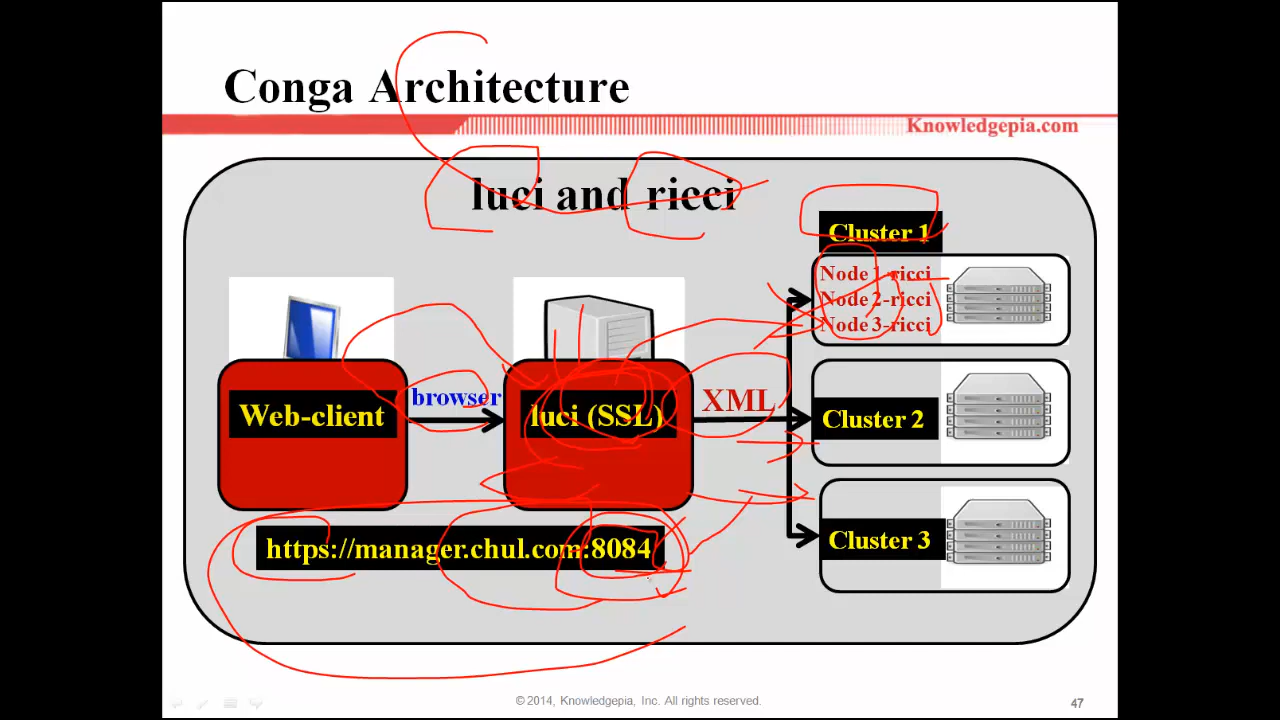 Conga Architecture
Knowledgepia.com
luci and ricci
Cluster 1
Node 1-ricci
Node 2-ricci
Node 3-ricci
Web-client
browser
luci (SSL)
XML
Cluster 2
Cluster 3
https://manager.chul.com:8084
© 2014, Knowledgepia, Inc. All rights reserved.
47